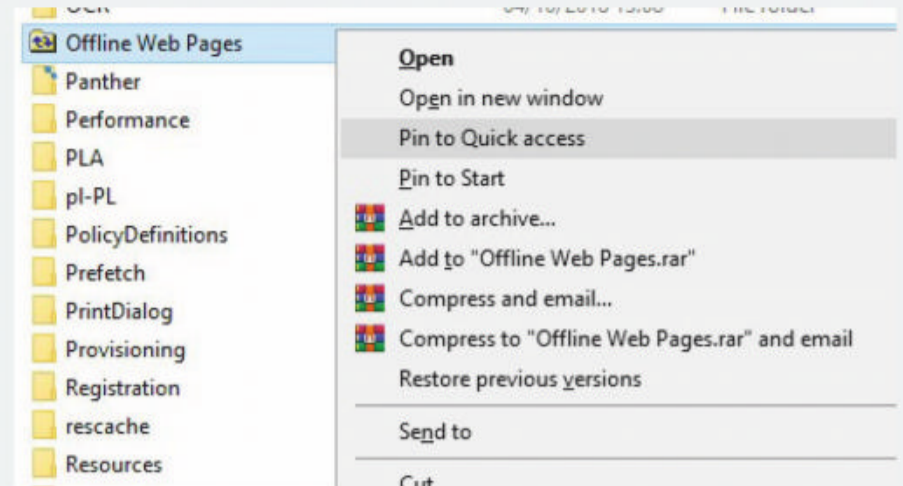 Offline Web Pages
Panther
Performance
PLA
pl-PL
PolicyDefinitions
Prefetch
PrintDialog
Provisioning
Registration
rescache
Resources
Open
Open in new window
Pin to Quick access
Pin to Start
Add to archive...
Add to "Offline Web Pages.rar"
Compress and email...
Compress to "Offline Web Pages.rar" and email
Restore previous versions
Send to
Cut